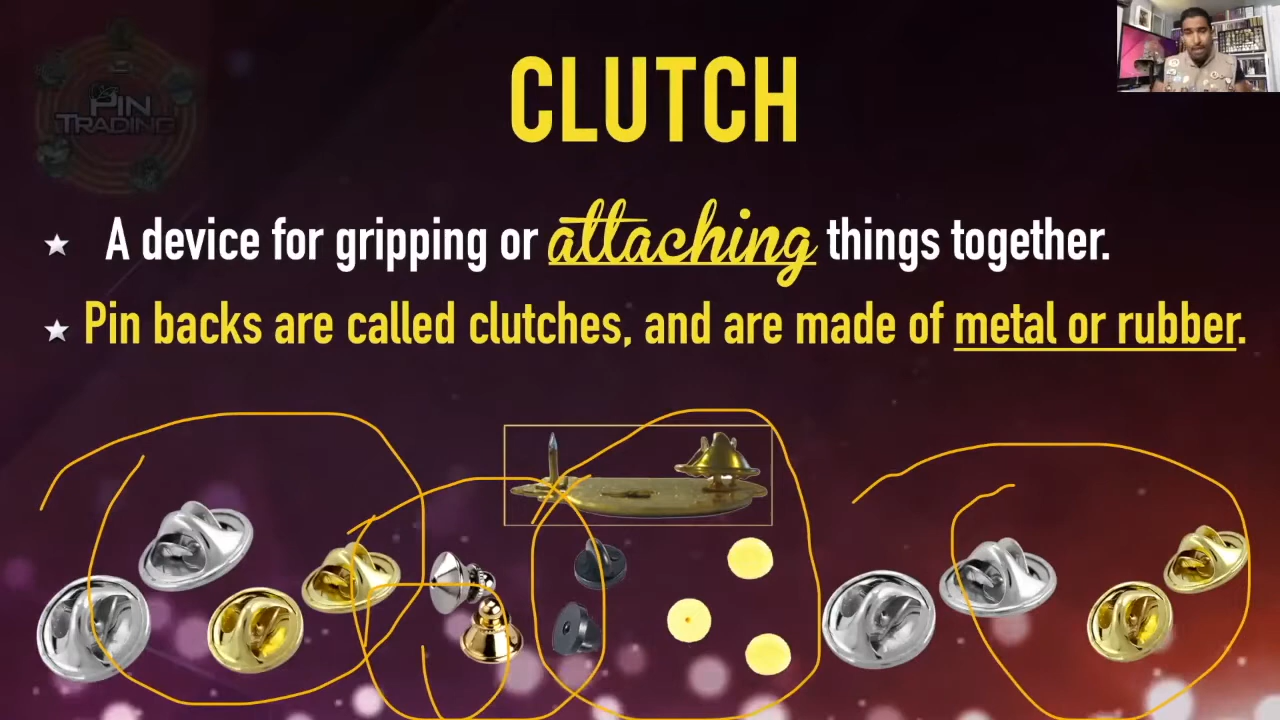 PIN
TRADING
CLUTCH
A device for gripping or attaching things together.
Pin backs are called clutches, and are made of metal or rubber.